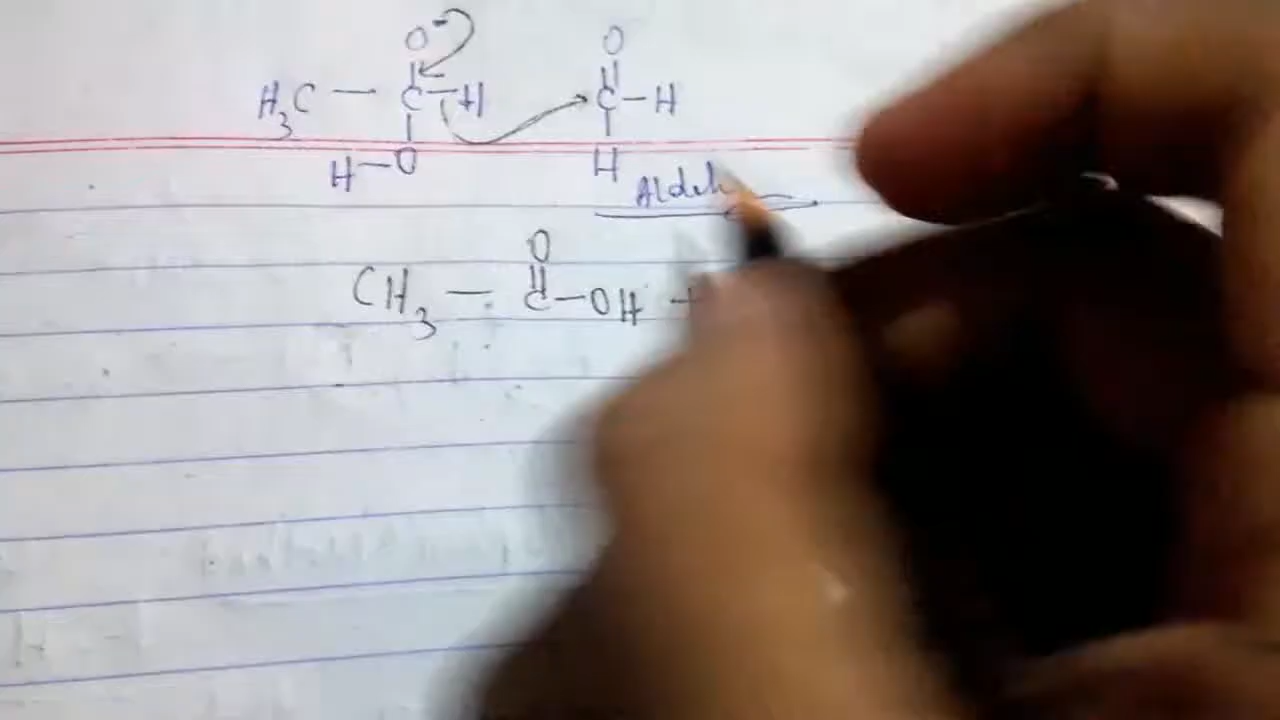 O⁻ O
H₃C — C — H C — H
H — O H
Aldeh
O
CH₃ — C — OH +